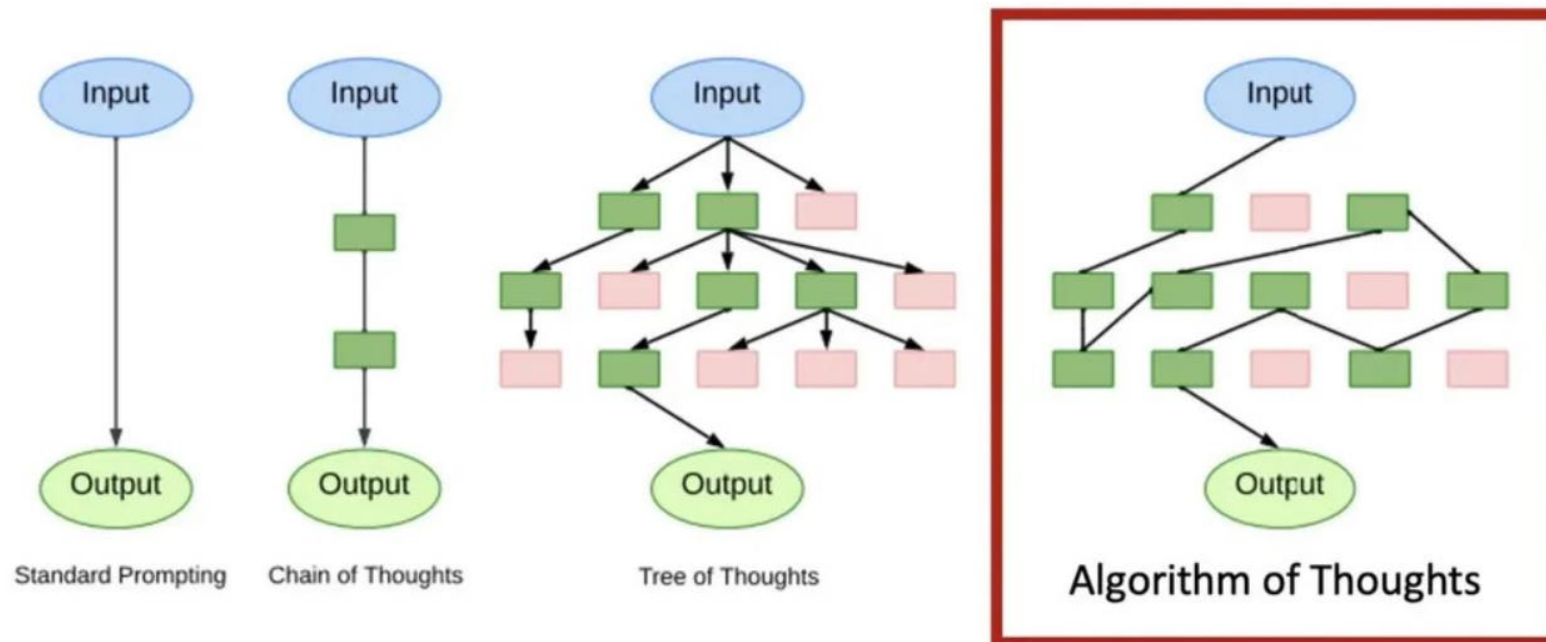 Input
Input
Input
Input
Output
Output
Output
Output
Standard Prompting
Chain of Thoughts
Tree of Thoughts
Algorithm of Thoughts